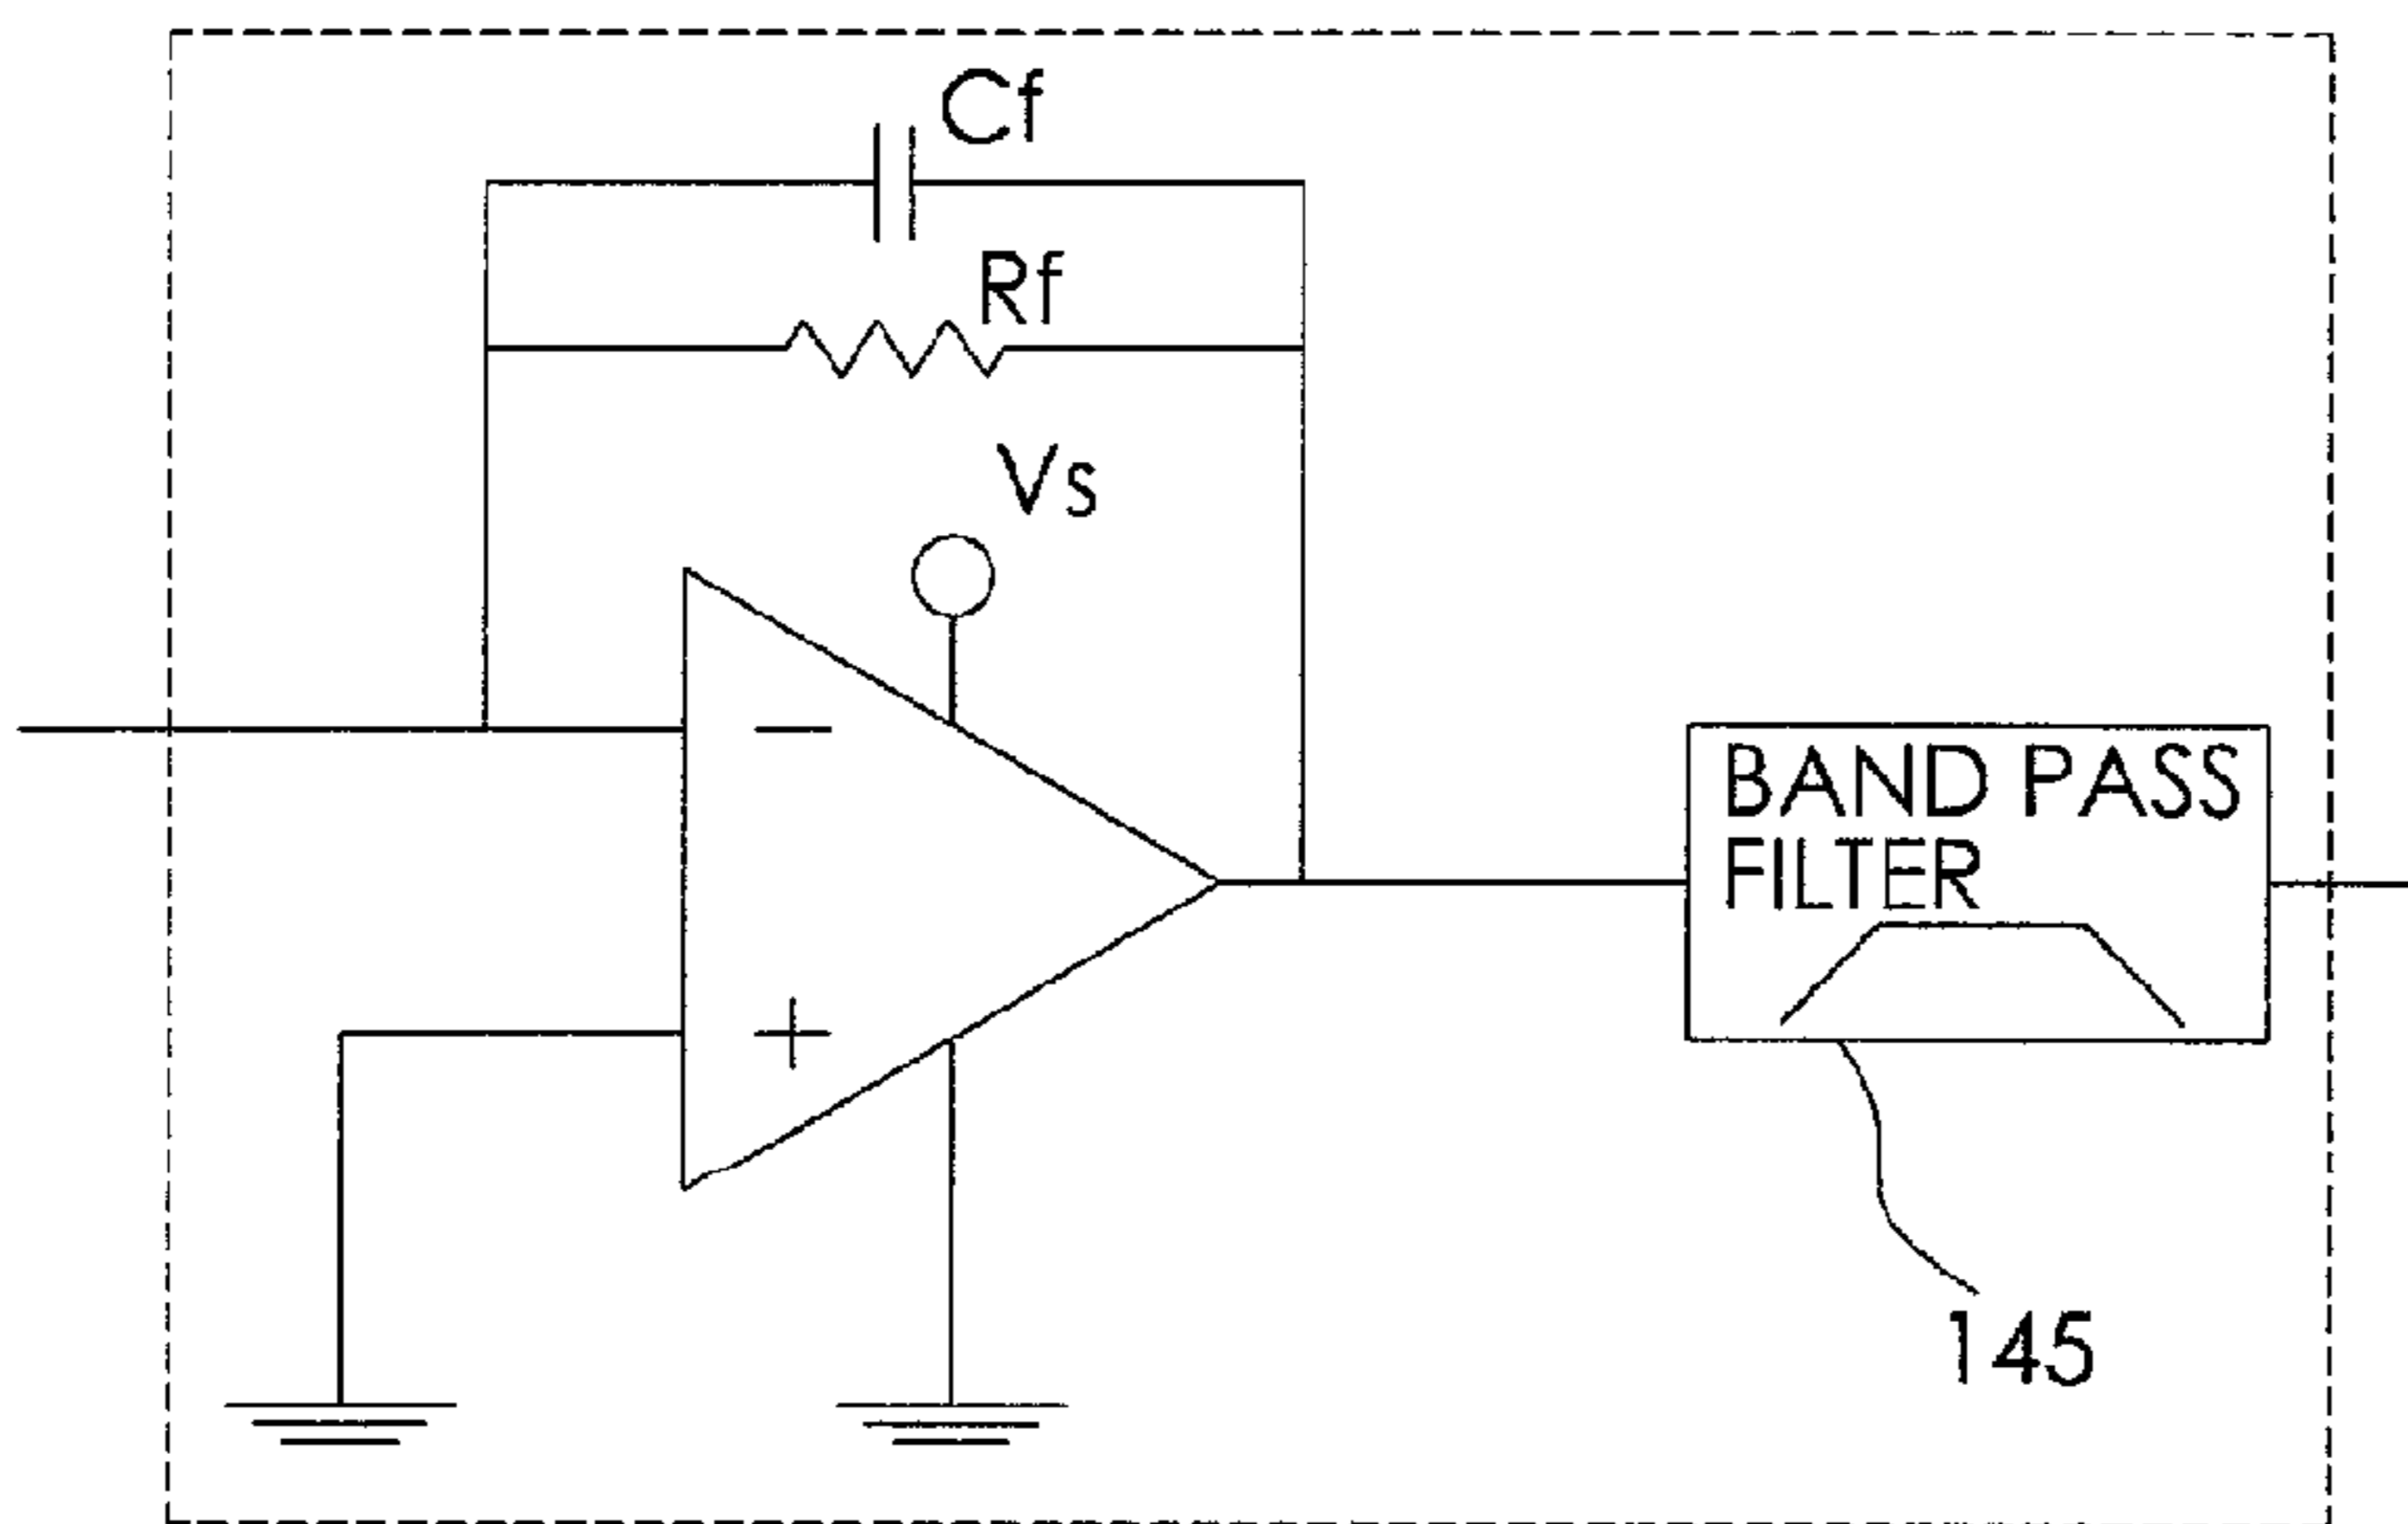 Cf
Rf
Vs
−
+
BAND PASS
FILTER
145